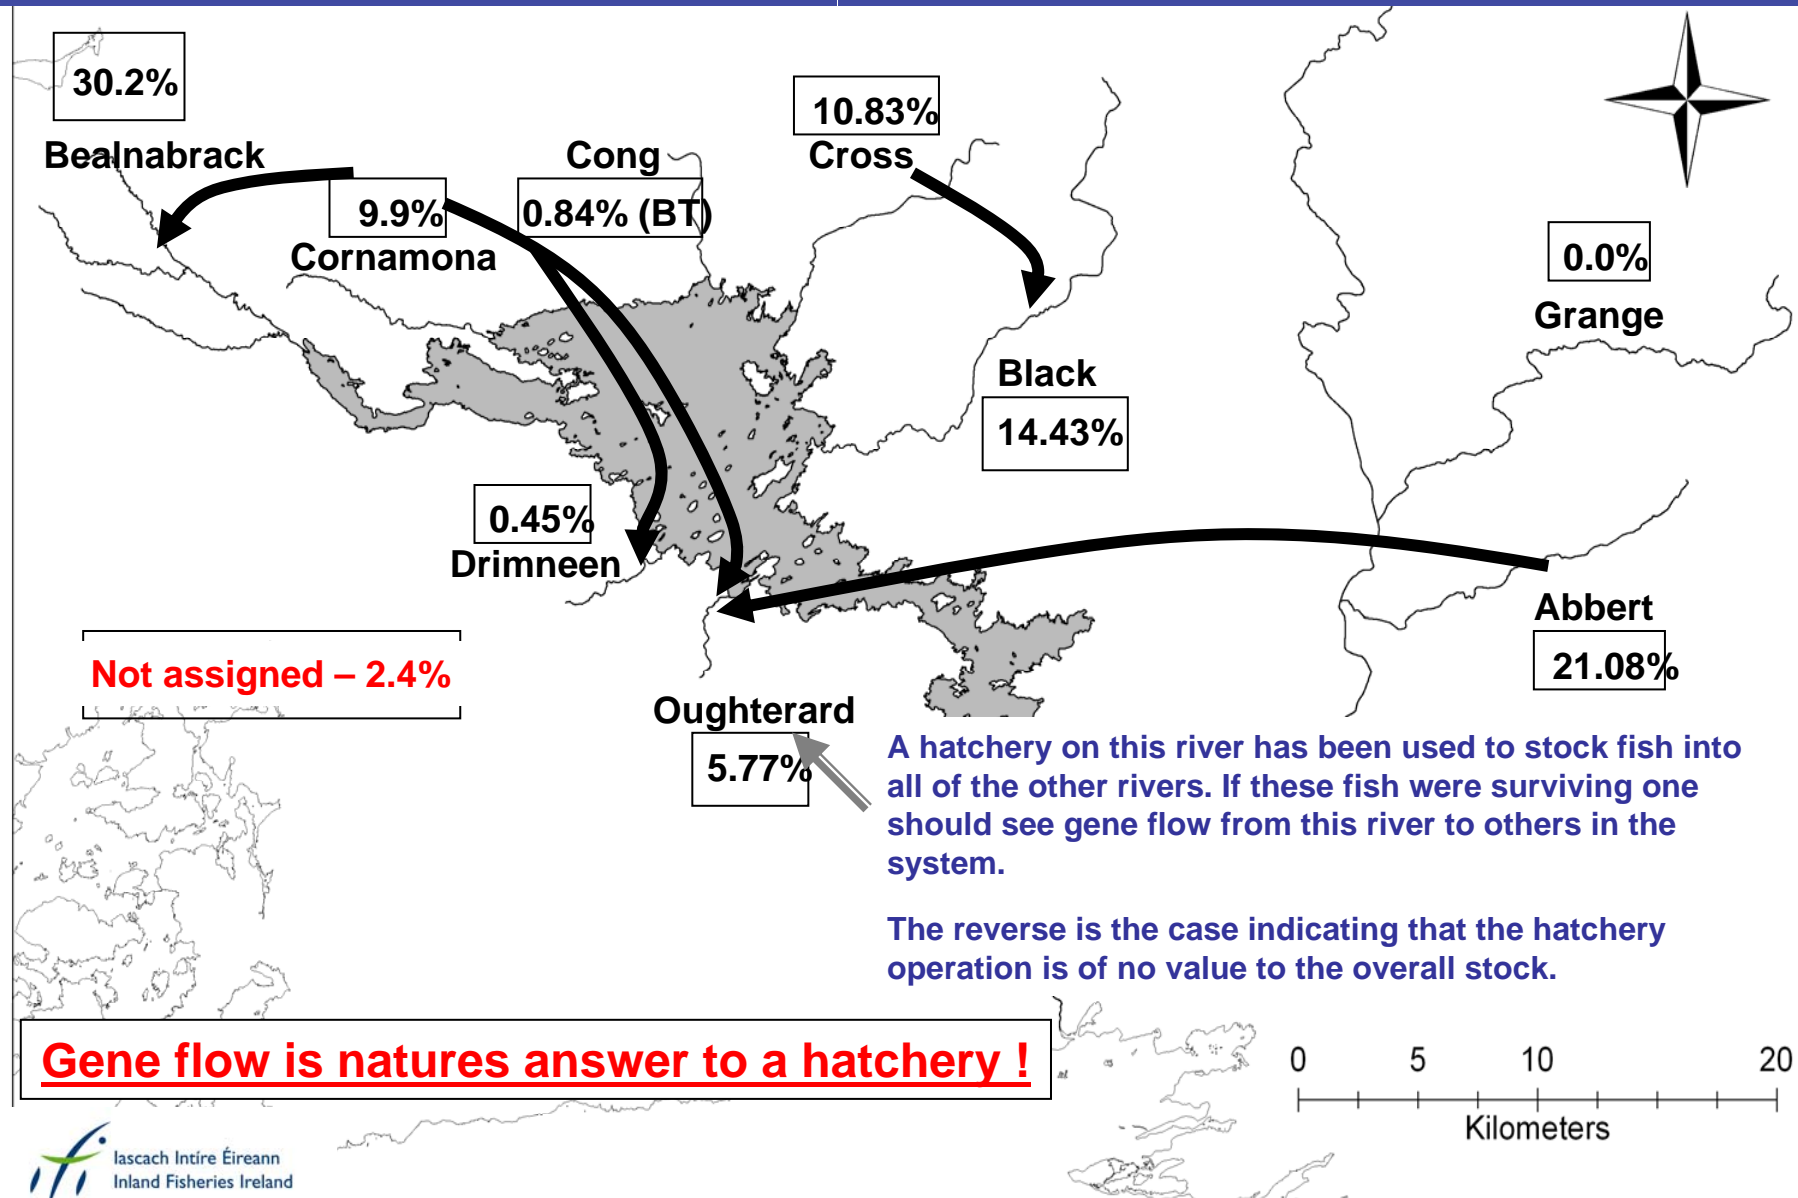 30.2%
Bealnabrack
9.9%
Cornamona
Cong
0.84% (BT)
10.83%
Cross
0.0%
Grange
Black
14.43%
0.45%
Drimneen
Abbert
21.08%
Not assigned – 2.4%
Oughterard
5.77%
A hatchery on this river has been used to stock fish into
all of the other rivers. If these fish were surviving one
should see gene flow from this river to others in the
system.
The reverse is the case indicating that the hatchery
operation is of no value to the overall stock.
Gene flow is natures answer to a hatchery !
0 5 10 20
Kilometers
Iascach Intíre Éireann
Inland Fisheries Ireland